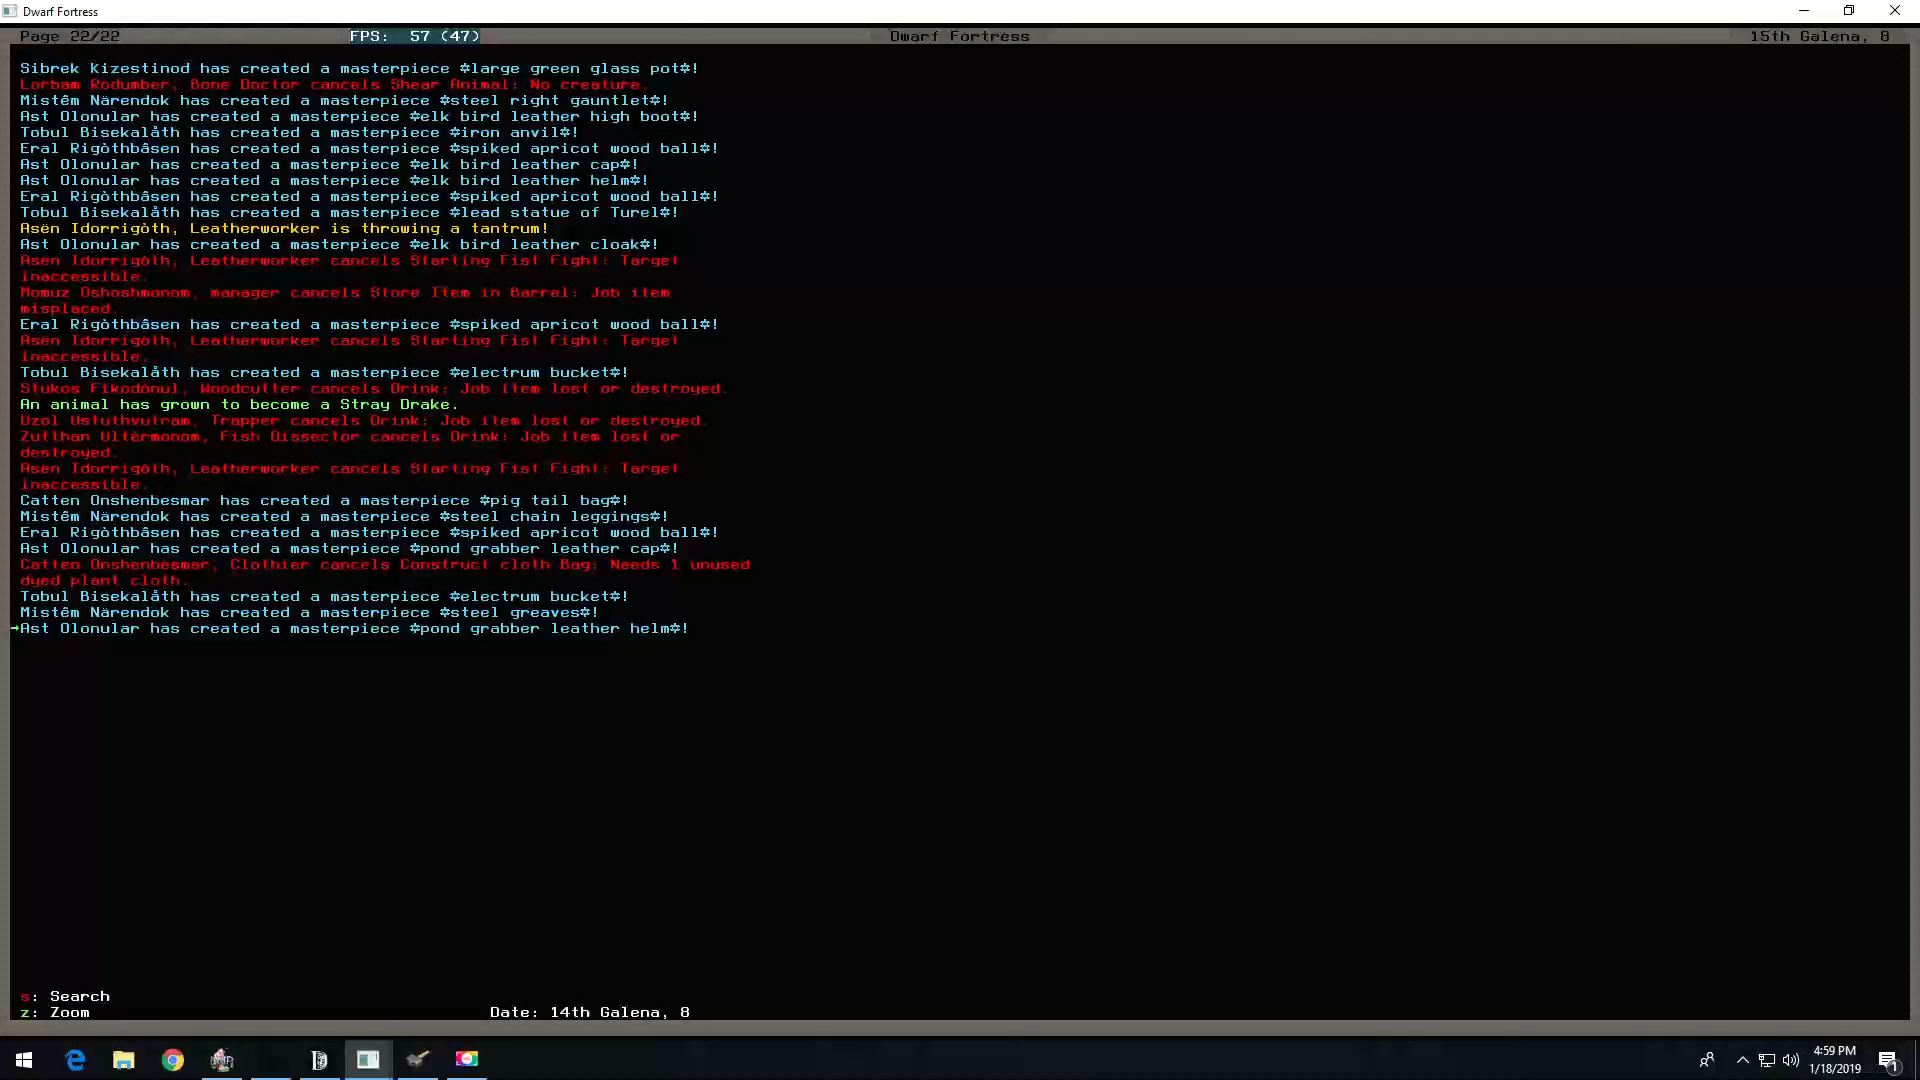 Dwarf Fortress
Page 22/22 FPS: 57 (47) Dwarf Fortress 15th Galena, 8
Sibrek Kizestinod has created a masterpiece ☼large green glass pot☼!
Lorbam Rodumber, Bone Doctor cancels Shear Animal: No creature.
Mistêm Närendok has created a masterpiece ☼steel right gauntlet☼!
Ast Olonular has created a masterpiece ☼elk bird leather high boot☼!
Tobul Bisekalåth has created a masterpiece ☼iron anvil☼!
Eral Rigòthbâsen has created a masterpiece ☼spiked apricot wood ball☼!
Ast Olonular has created a masterpiece ☼elk bird leather cap☼!
Ast Olonular has created a masterpiece ☼elk bird leather helm☼!
Eral Rigòthbâsen has created a masterpiece ☼spiked apricot wood ball☼!
Tobul Bisekalåth has created a masterpiece ☼lead statue of Turel☼!
Asën Idorrigòth, Leatherworker is throwing a tantrum!
Ast Olonular has created a masterpiece ☼elk bird leather cloak☼!
Asën Idorrigòth, Leatherworker cancels Starting Fist Fight: Target
Inaccessible.
Momuz Oshoshmonom, manager cancels Store Item in Barrel: Job item
misplaced.
Eral Rigòthbâsen has created a masterpiece ☼spiked apricot wood ball☼!
Asën Idorrigòth, Leatherworker cancels Starting Fist Fight: Target
Inaccessible.
Tobul Bisekalåth has created a masterpiece ☼electrum bucket☼!
Stukos Fikodónul, Woodcutter cancels Drink: Job item lost or destroyed.
An animal has grown to become a Stray Drake.
Uzol Ustuthvutram, Trapper cancels Drink: Job item lost or destroyed.
Zutthan Ultèrmonom, Fish Dissector cancels Drink: Job item lost or
destroyed.
Asën Idorrigòth, Leatherworker cancels Starting Fist Fight: Target
Inaccessible.
Catten Onshenbesmar has created a masterpiece ☼pig tail bag☼!
Mistêm Närendok has created a masterpiece ☼steel chain leggings☼!
Eral Rigòthbâsen has created a masterpiece ☼spiked apricot wood ball☼!
Ast Olonular has created a masterpiece ☼pond grabber leather cap☼!
Catten Onshenbesmar, Clothier cancels Construct cloth Bag: Needs 1 unused
dyed plant cloth.
Tobul Bisekalåth has created a masterpiece ☼electrum bucket☼!
Mistêm Närendok has created a masterpiece ☼steel greaves☼!
→Ast Olonular has created a masterpiece ☼pond grabber leather helm☼!
s: Search
z: Zoom Date: 14th Galena, 8
4:59 PM
1/18/2019
1